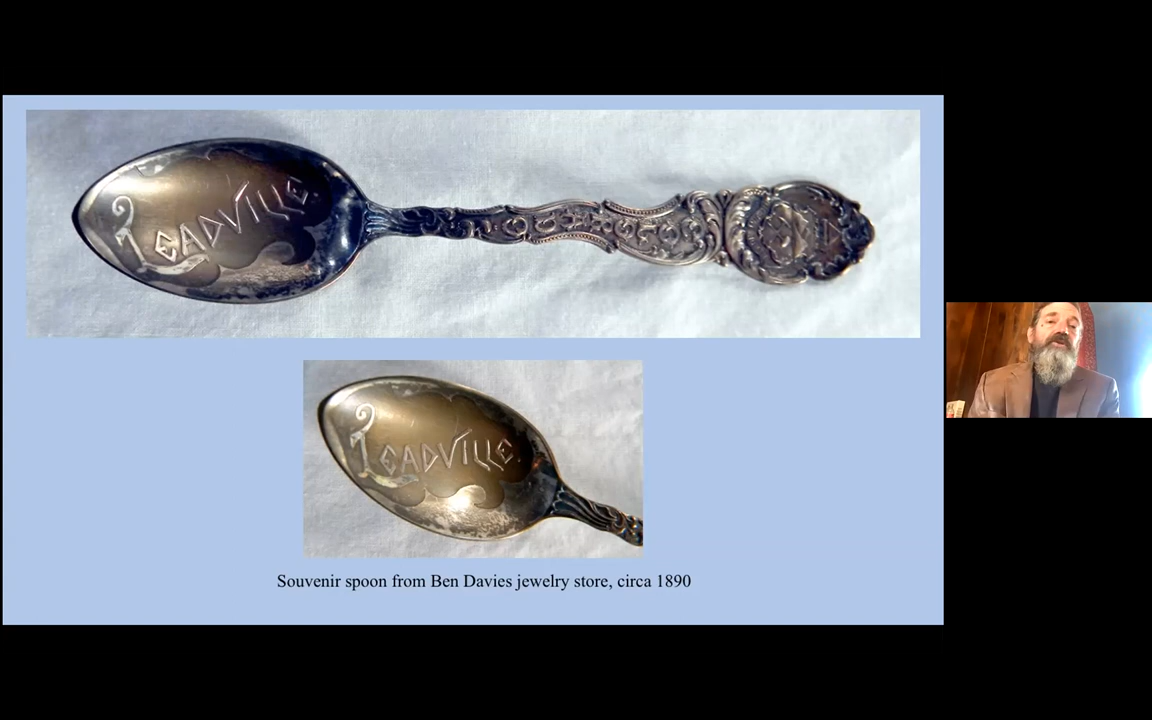 LEADVILLE.
LEADVILLE.
Souvenir spoon from Ben Davies jewelry store, circa 1890